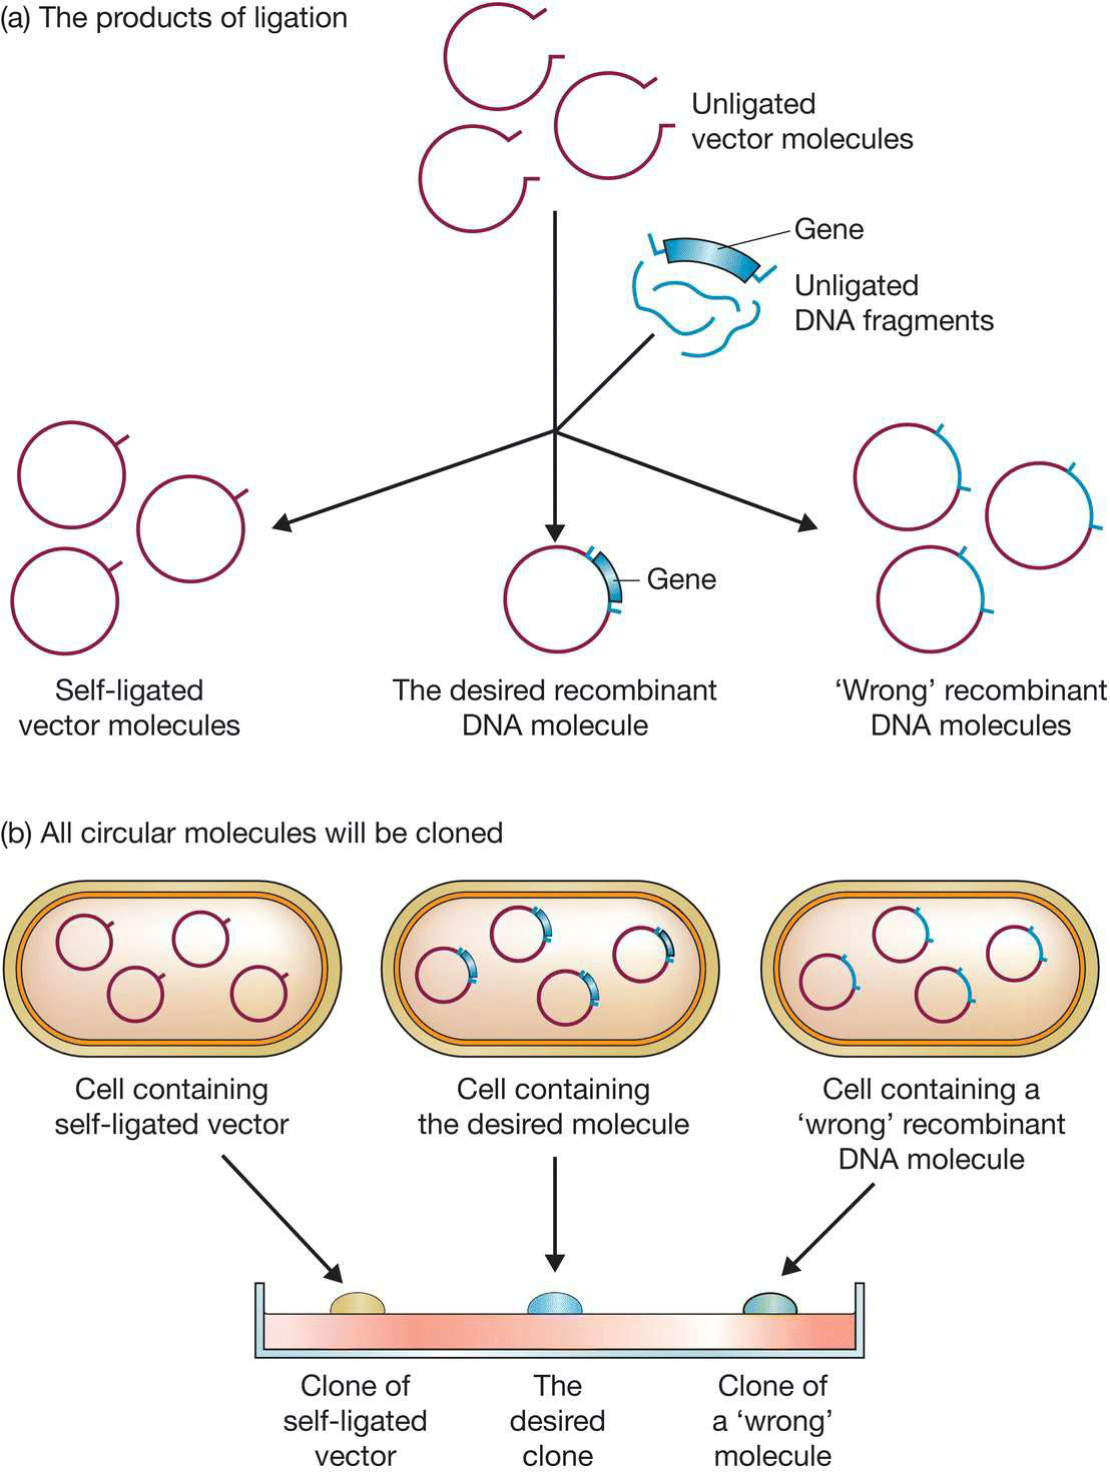 (a) The products of ligation
Unligated
vector molecules
Gene
Unligated
DNA fragments
Gene
Self-ligated
vector molecules
The desired recombinant
DNA molecule
‘Wrong’ recombinant
DNA molecules
(b) All circular molecules will be cloned
Cell containing
self-ligated vector
Cell containing
the desired molecule
Cell containing a
‘wrong’ recombinant
DNA molecule
Clone of
self-ligated
vector
The
desired
clone
Clone of
a ‘wrong’
molecule